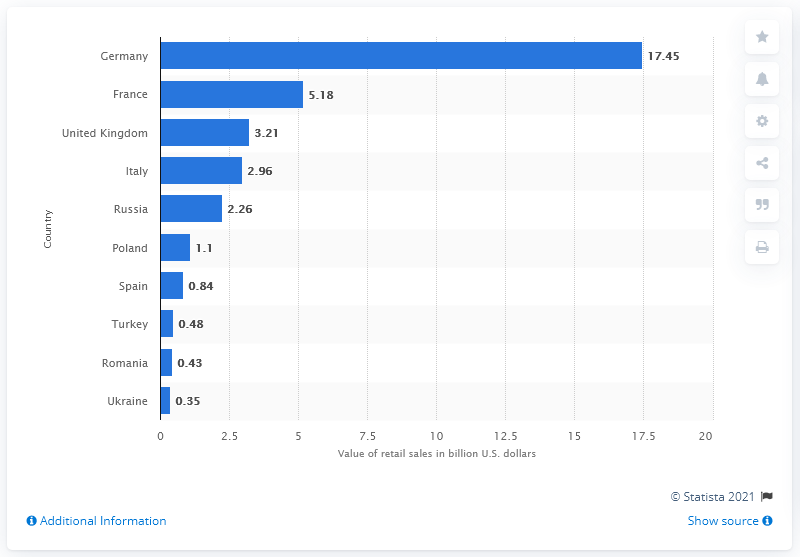 Germany 17.45
France 5.18
United Kingdom 3.21
Italy 2.96
Russia 2.26
Poland 1.1
Spain 0.84
Turkey 0.48
Romania 0.43
Ukraine 0.35
Country
0 2.5 5 7.5 10 12.5 15 17.5 20
Value of retail sales in billion U.S. dollars
© Statista 2021
Additional Information
Show source